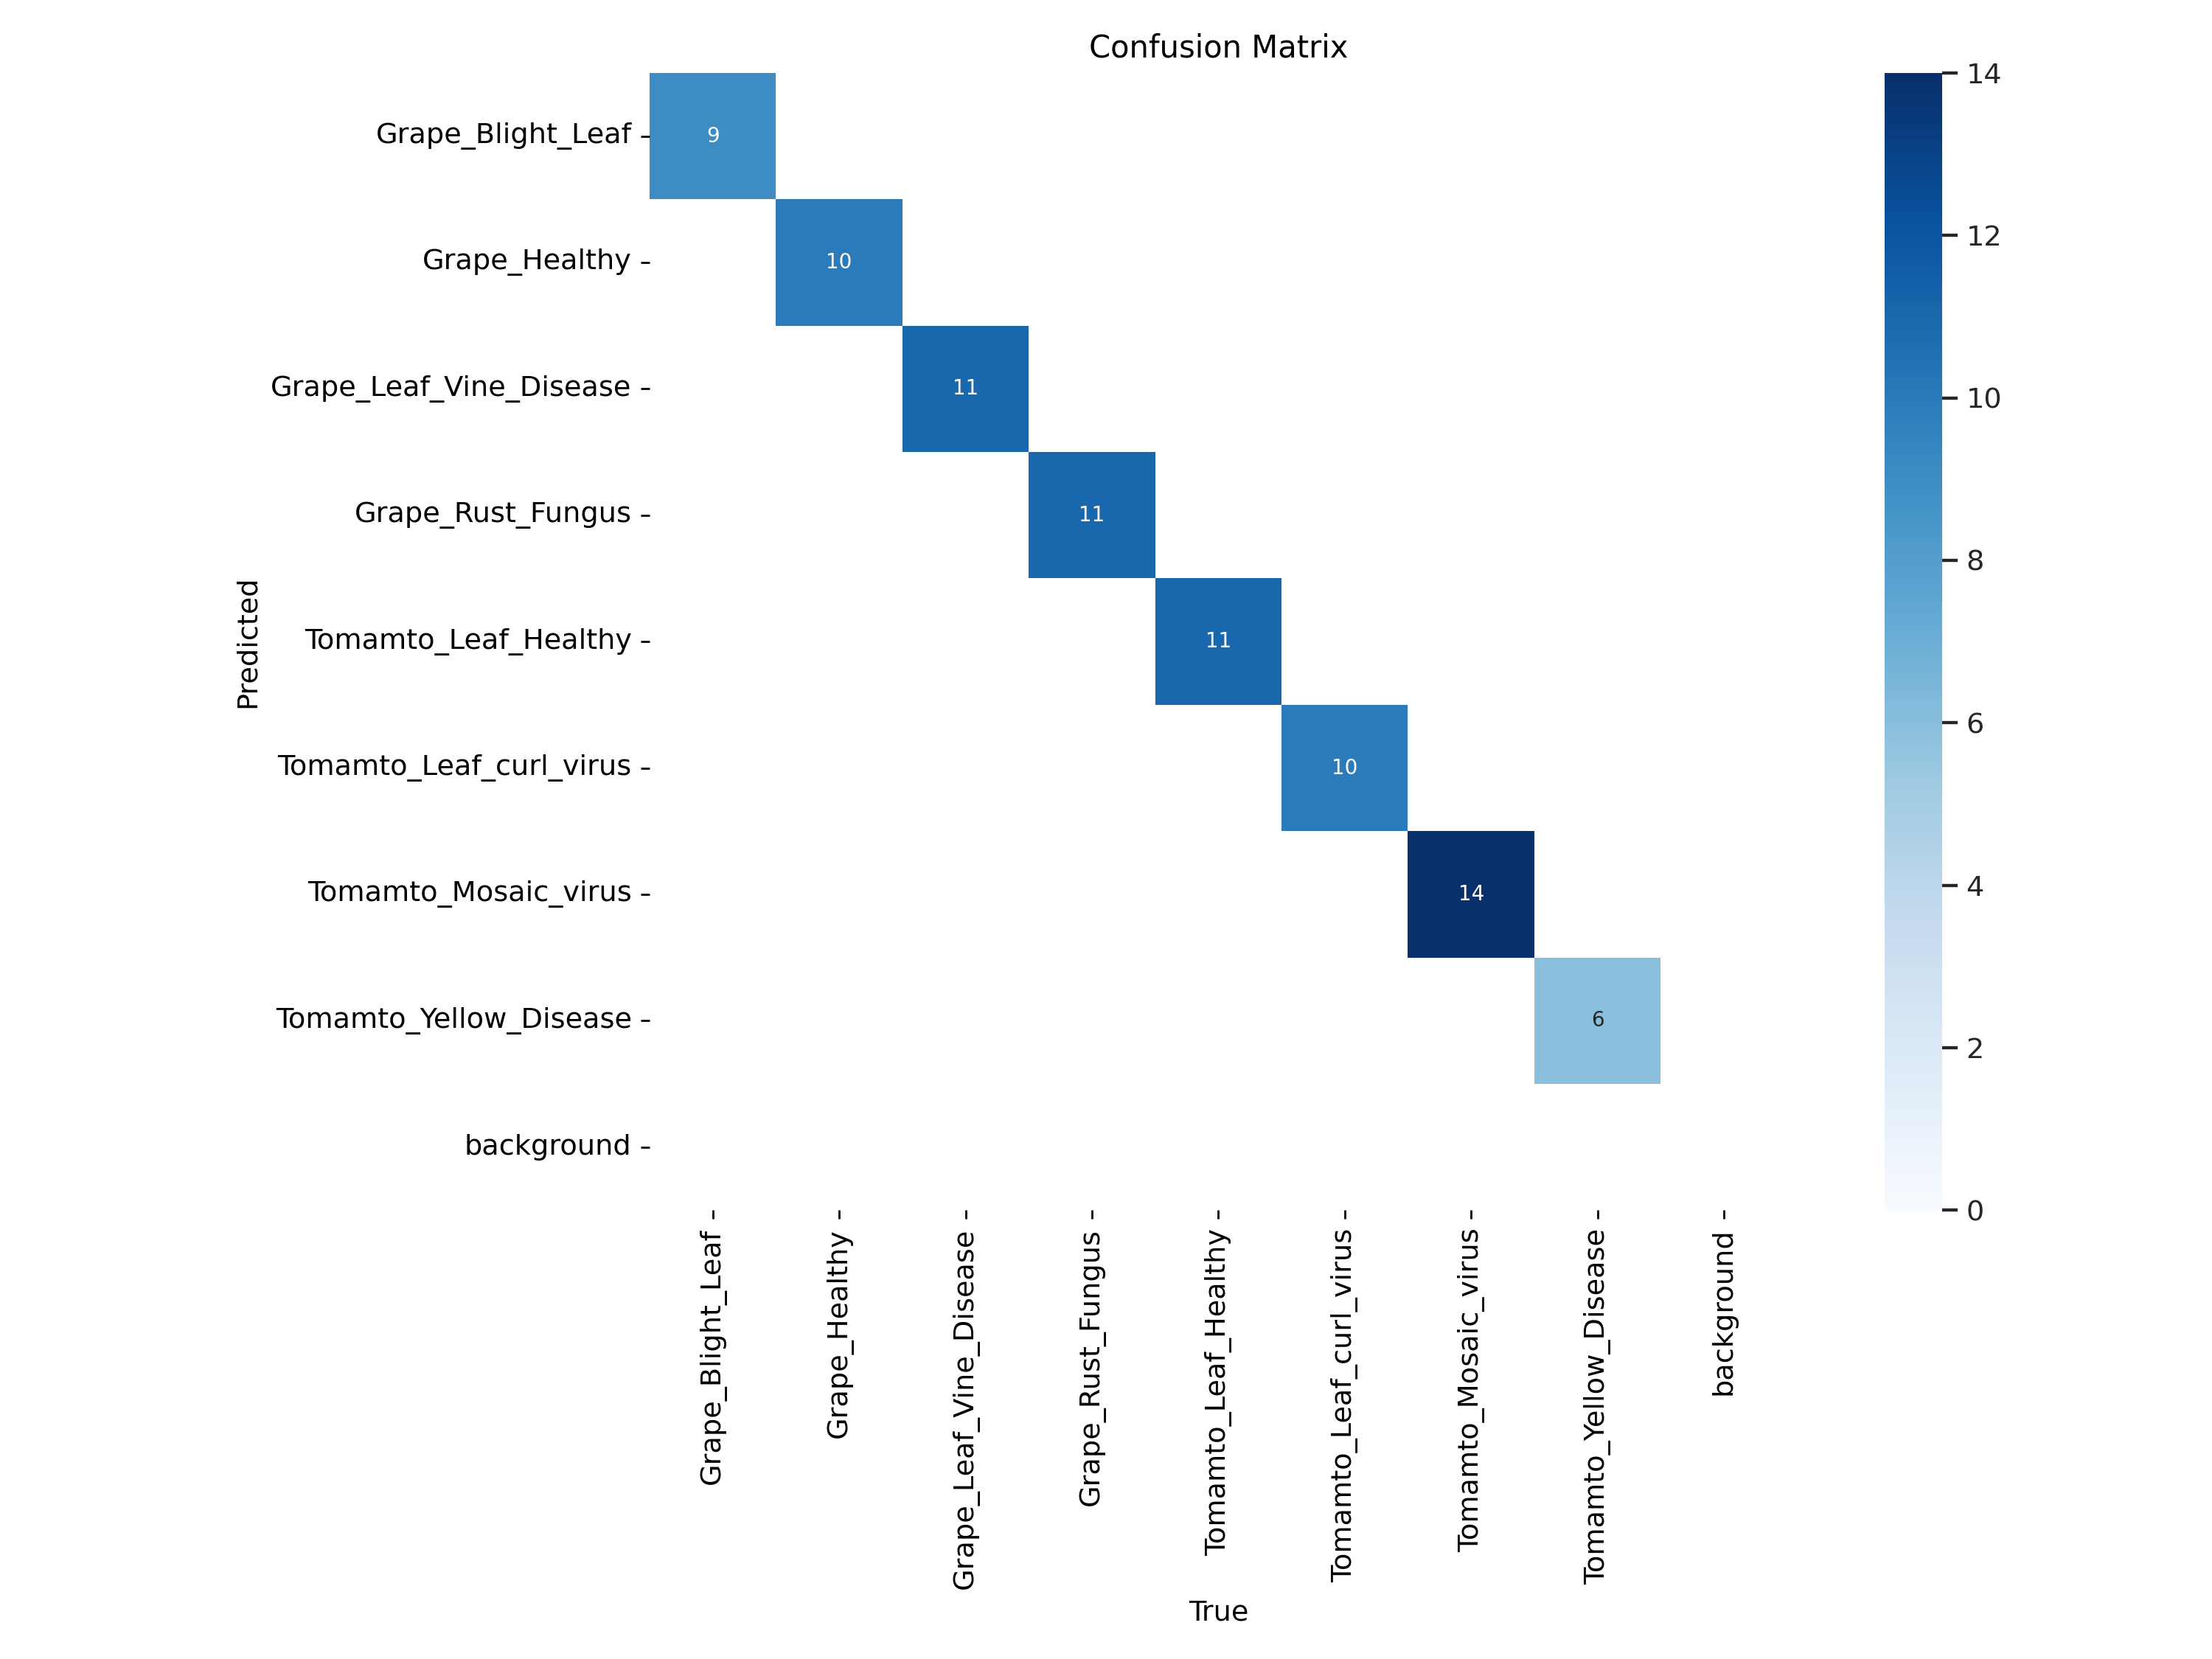 Confusion Matrix
Grape_Blight_Leaf
Grape_Healthy
Grape_Leaf_Vine_Disease
Grape_Rust_Fungus
Tomamto_Leaf_Healthy
Tomamto_Leaf_curl_virus
Tomamto_Mosaic_virus
Tomamto_Yellow_Disease
background
Predicted
9
10
11
11
11
10
14
6
Grape_Blight_Leaf
Grape_Healthy
Grape_Leaf_Vine_Disease
Grape_Rust_Fungus
Tomamto_Leaf_Healthy
Tomamto_Leaf_curl_virus
Tomamto_Mosaic_virus
Tomamto_Yellow_Disease
background
True
14
12
10
8
6
4
2
0